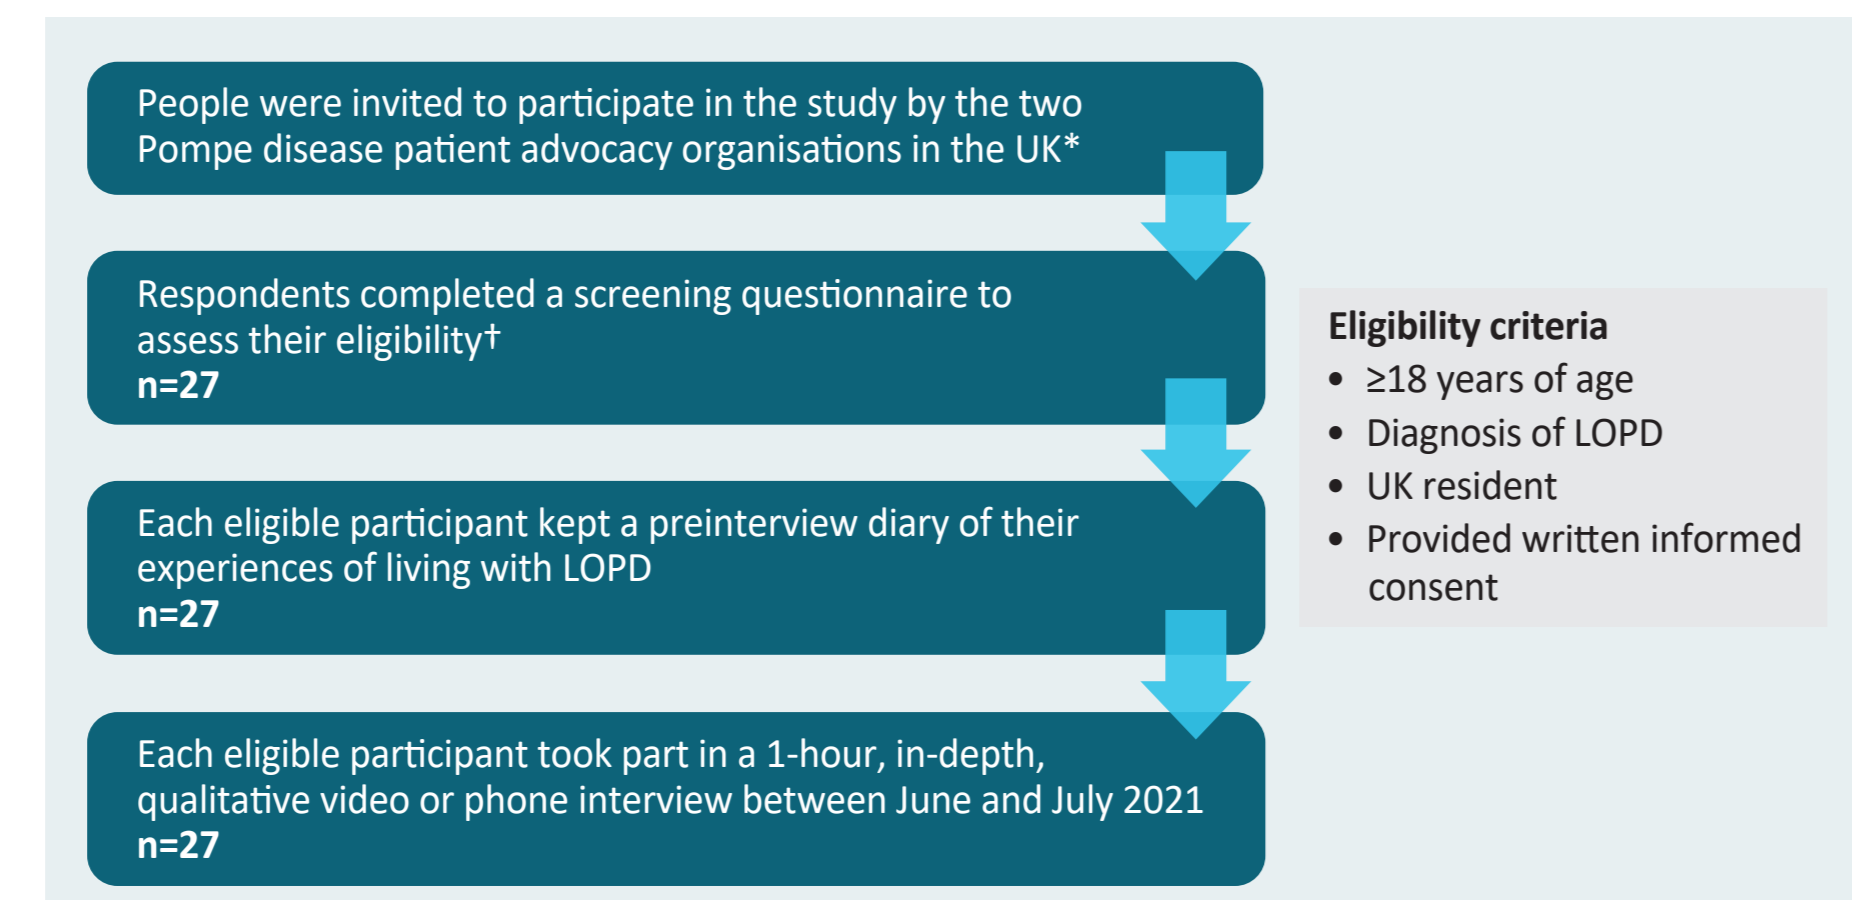 People were invited to participate in the study by the two
Pompe disease patient advocacy organisations in the UK*
Respondents completed a screening questionnaire to
assess their eligibility†
n=27
Each eligible participant kept a preinterview diary of their
experiences of living with LOPD
n=27
Each eligible participant took part in a 1-hour, in-depth,
qualitative video or phone interview between June and July 2021
n=27
Eligibility criteria
• ≥18 years of age
• Diagnosis of LOPD
• UK resident
• Provided written informed
consent